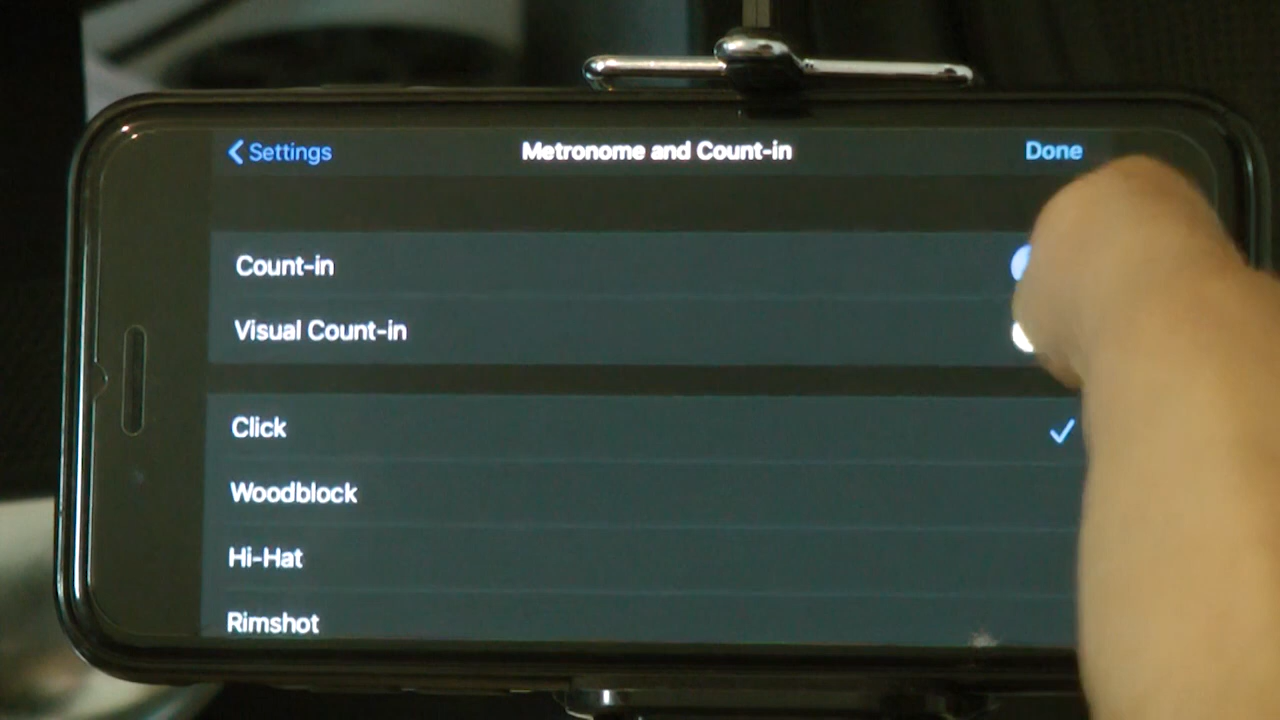 Settings
Metronome and Count-in
Done
Count-in
Visual Count-in
Click
Woodblock
Hi-Hat
Rimshot